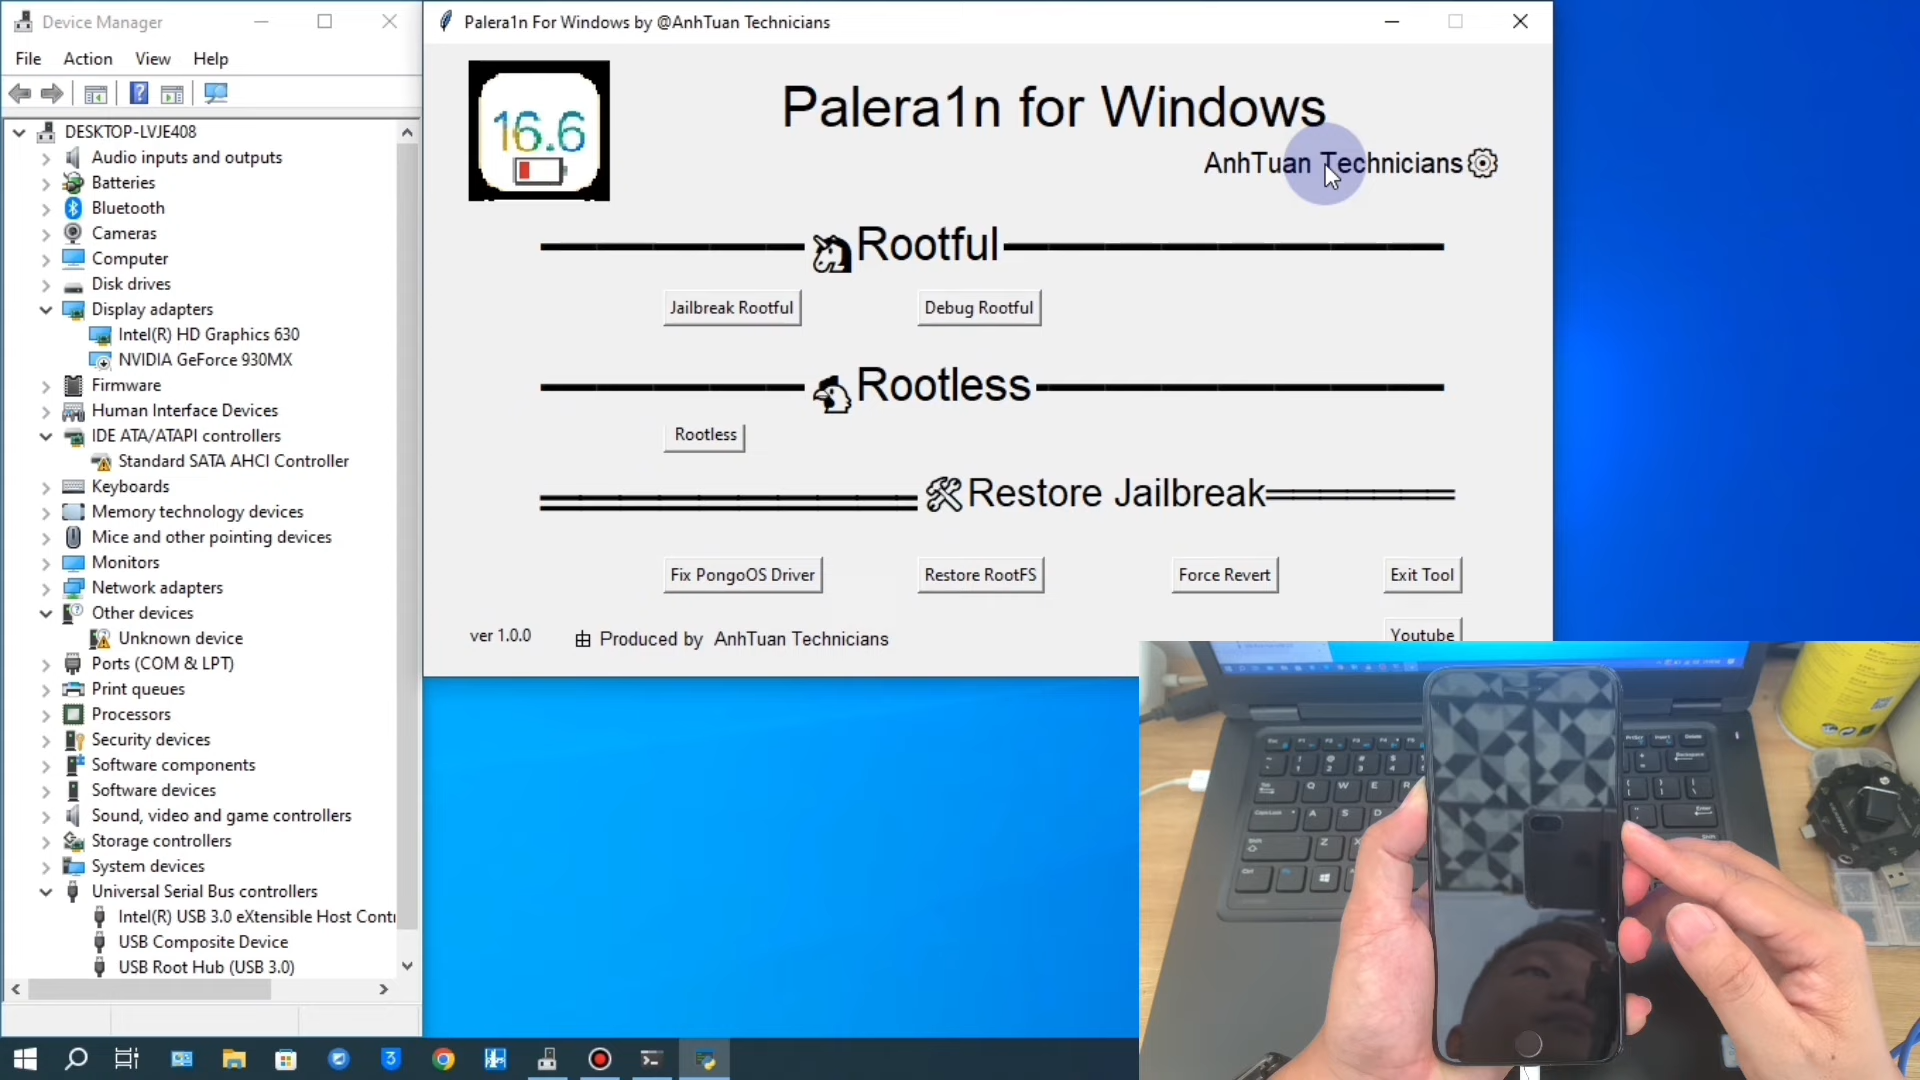 Device Manager
File Action View Help
DESKTOP-LVJE408
Audio inputs and outputs
Batteries
Bluetooth
Cameras
Computer
Disk drives
Display adapters
Intel(R) HD Graphics 630
NVIDIA GeForce 930MX
Firmware
Human Interface Devices
IDE ATA/ATAPI controllers
Standard SATA AHCI Controller
Keyboards
Memory technology devices
Mice and other pointing devices
Monitors
Network adapters
Other devices
Unknown device
Ports (COM & LPT)
Print queues
Processors
Security devices
Software components
Software devices
Sound, video and game controllers
Storage controllers
System devices
Universal Serial Bus controllers
Intel(R) USB 3.0 eXtensible Host Contr
USB Composite Device
USB Root Hub (USB 3.0)
Palera1n For Windows by @AnhTuan Technicians
16.6
Palera1n for Windows
AnhTuan Technicians
Rootful
Jailbreak Rootful
Debug Rootful
Rootless
Rootless
Restore Jailbreak
Fix PongoOS Driver
Restore RootFS
Force Revert
Exit Tool
ver 1.0.0
由 Produced by AnhTuan Technicians
Youtube